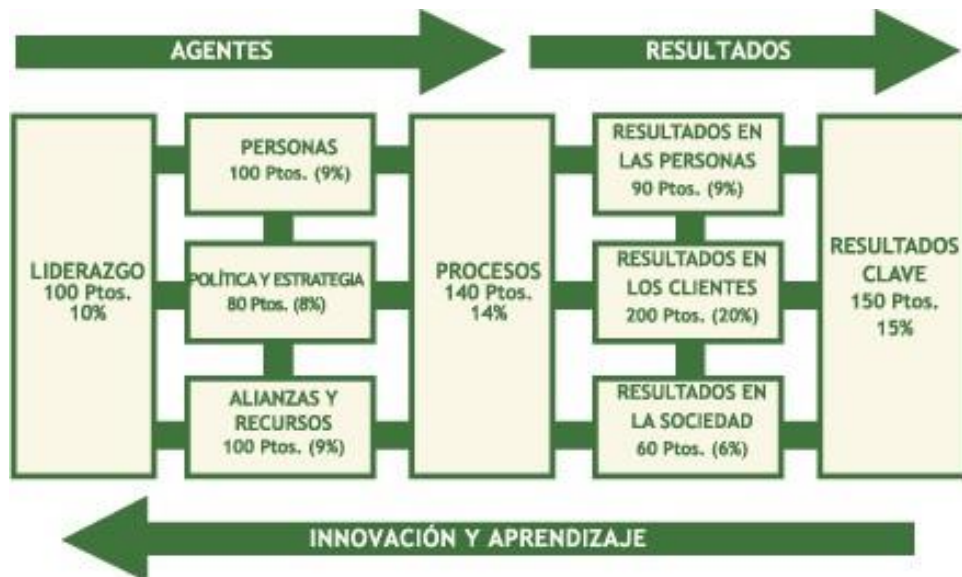 AGENTES
RESULTADOS
LIDERAZGO
100 Ptos.
10%
PERSONAS
100 Ptos. (9%)
POLÍTICA Y ESTRATEGIA
80 Ptos. (8%)
ALIANZAS Y
RECURSOS
100 Ptos. (9%)
PROCESOS
140 Ptos.
14%
RESULTADOS EN
LAS PERSONAS
90 Ptos. (9%)
RESULTADOS EN
LOS CLIENTES
200 Ptos. (20%)
RESULTADOS EN
LA SOCIEDAD
60 Ptos. (6%)
RESULTADOS
CLAVE
150 Ptos.
15%
INNOVACIÓN Y APRENDIZAJE